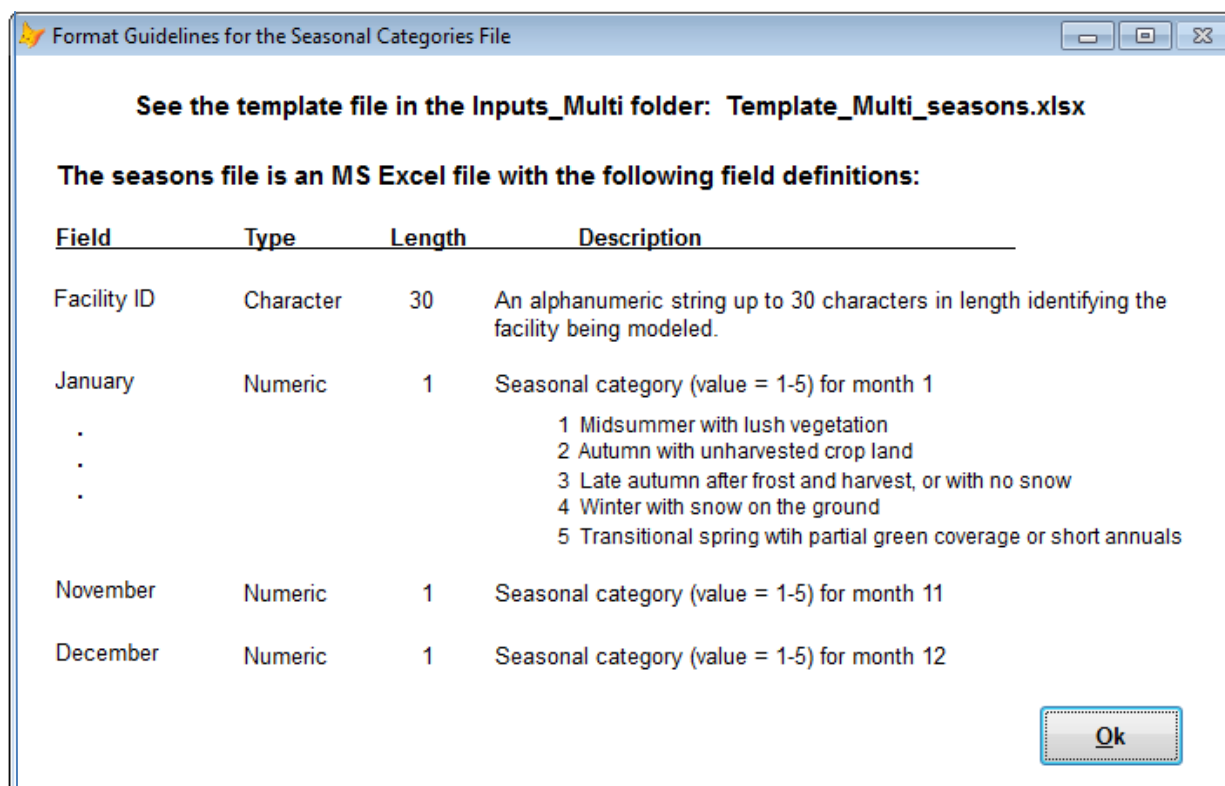 Format Guidelines for the Seasonal Categories File
See the template file in the Inputs_Multi folder: Template_Multi_seasons.xlsx
The seasons file is an MS Excel file with the following field definitions:
Field Type Length Description
Facility ID Character 30 An alphanumeric string up to 30 characters in length identifying the
facility being modeled.
January Numeric 1 Seasonal category (value = 1-5) for month 1
1 Midsummer with lush vegetation
.
2 Autumn with unharvested crop land
.
3 Late autumn after frost and harvest, or with no snow
.
4 Winter with snow on the ground
5 Transitional spring wtih partial green coverage or short annuals
November Numeric 1 Seasonal category (value = 1-5) for month 11
December Numeric 1 Seasonal category (value = 1-5) for month 12
Ok